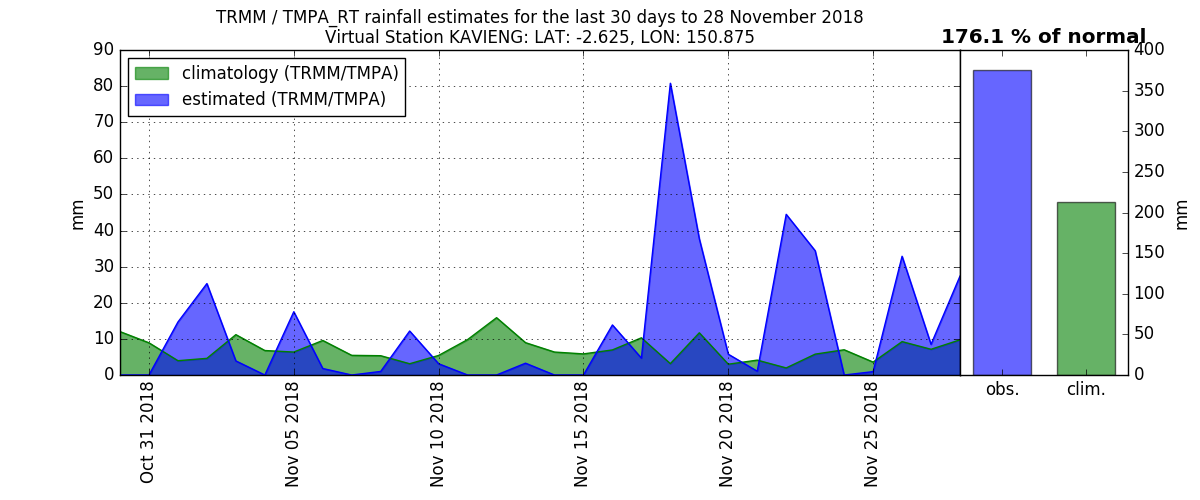 TRMM / TMPA_RT rainfall estimates for the last 30 days to 28 November 2018
Virtual Station KAVIENG: LAT: -2.625, LON: 150.875
176.1 % of normal
climatology (TRMM/TMPA)
estimated (TRMM/TMPA)
90
80
70
60
50
40
30
20
10
0
mm
Oct 31 2018
Nov 05 2018
Nov 10 2018
Nov 15 2018
Nov 20 2018
Nov 25 2018
400
350
300
250
200
150
100
50
0
mm
obs.
clim.